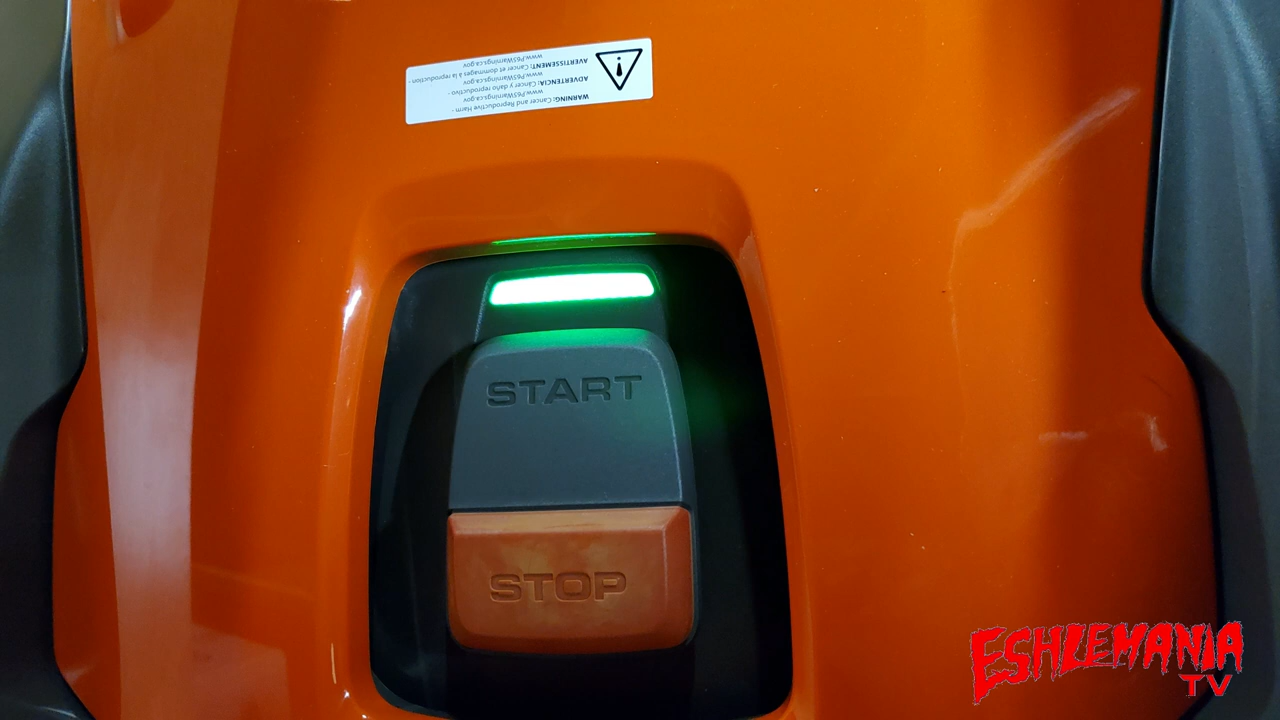 WARNING: Cancer and Reproductive Harm -
www.P65Warnings.ca.gov
ADVERTENCIA: Cáncer y daño reproductivo -
www.P65Warnings.ca.gov
AVERTISSEMENT: Cancer et dommages à la reproduction -
www.P65Warnings.ca.gov
START
STOP
ESHLEMANIA
TV